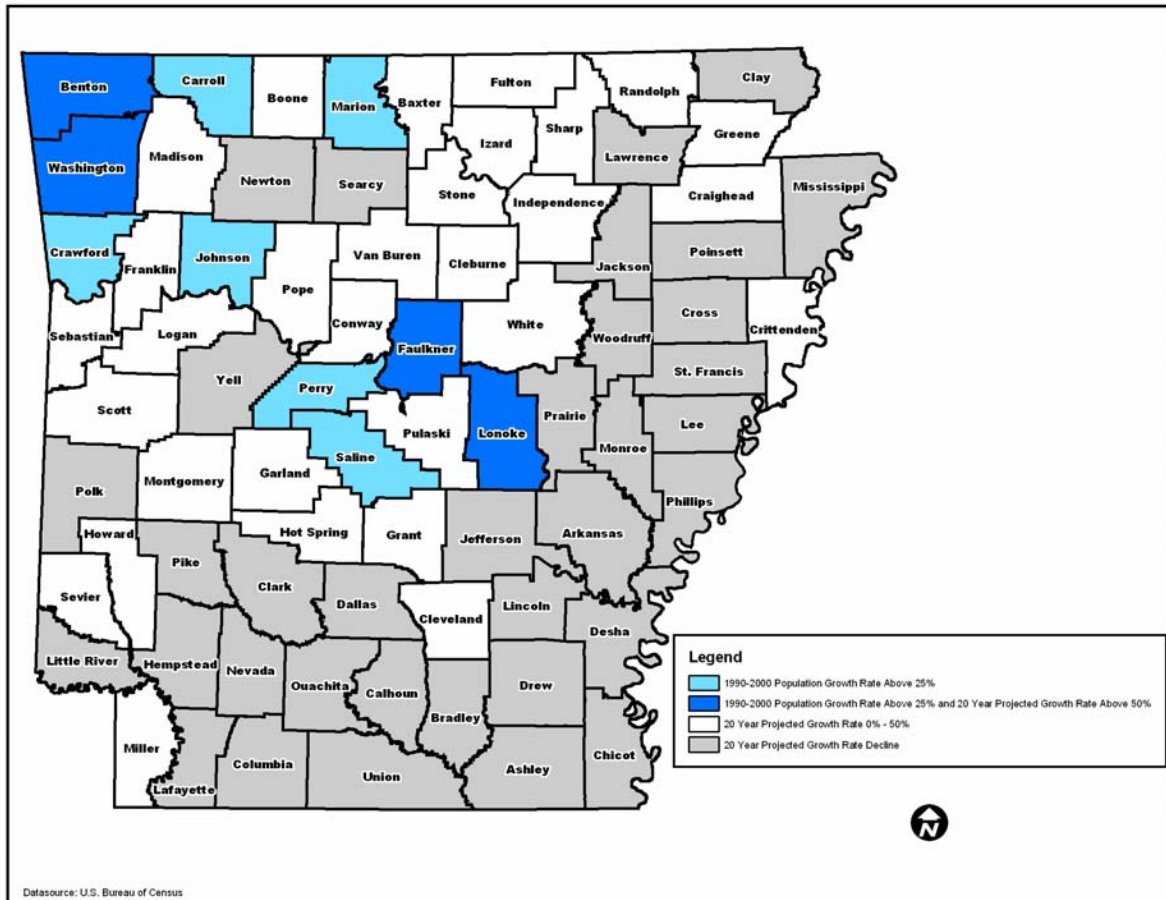 Clay
Carroll
Benton
Boone
Marion
Baxter
Fulton
Randolph
Sharp
Greene
Izard
Washington
Madison
Lawrence
Newton
Searcy
Stone
Independence
Craighead
Mississippi
Crawford
Franklin
Johnson
Van Buren
Cleburne
Jackson
Poinsett
Pope
Sebastian
Logan
Conway
White
Cross
Crittenden
Faulkner
Woodruff
Yell
St. Francis
Perry
Scott
Prairie
Lee
Pulaski
Lonoke
Monroe
Saline
Garland
Montgomery
Polk
Phillips
Howard
Hot Spring
Grant
Jefferson
Arkansas
Pike
Clark
Sevier
Dallas
Lincoln
Cleveland
Desha
Little River
Hempstead
Nevada
Ouachita
Calhoun
Drew
Bradley
Miller
Lafayette
Columbia
Union
Ashley
Chicot
Legend
1990-2000 Population Growth Rate Above 25%
1990-2000 Population Growth Rate Above 25% and 20 Year Projected Growth Rate Above 50%
20 Year Projected Growth Rate 0% - 50%
20 Year Projected Growth Rate Decline
N
Datasource: U.S. Bureau of Census